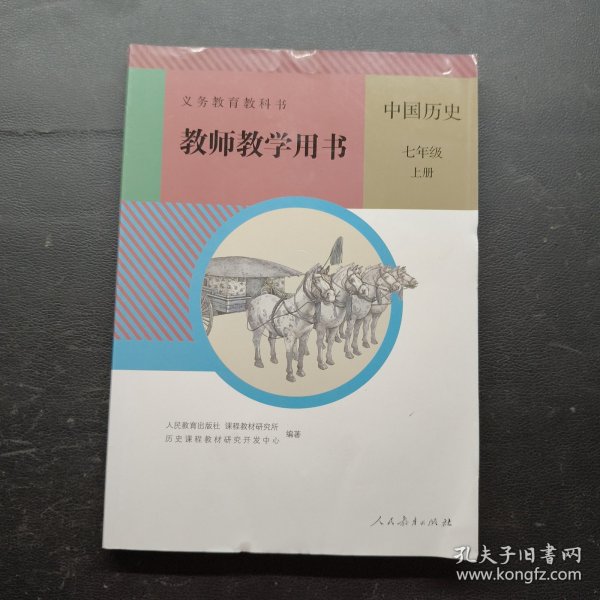 义务教育教科书
教师教学用书
中国历史
七年级
上册
人民教育出版社 课程教材研究所
历史课程教材研究开发中心
编著
人民教育出版社
孔夫子旧书网
www.kongfz.com